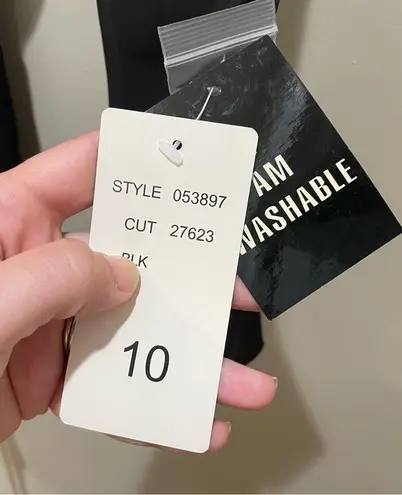 STYLE 053897
CUT 27623
BLK
10
AM
WASHABLE